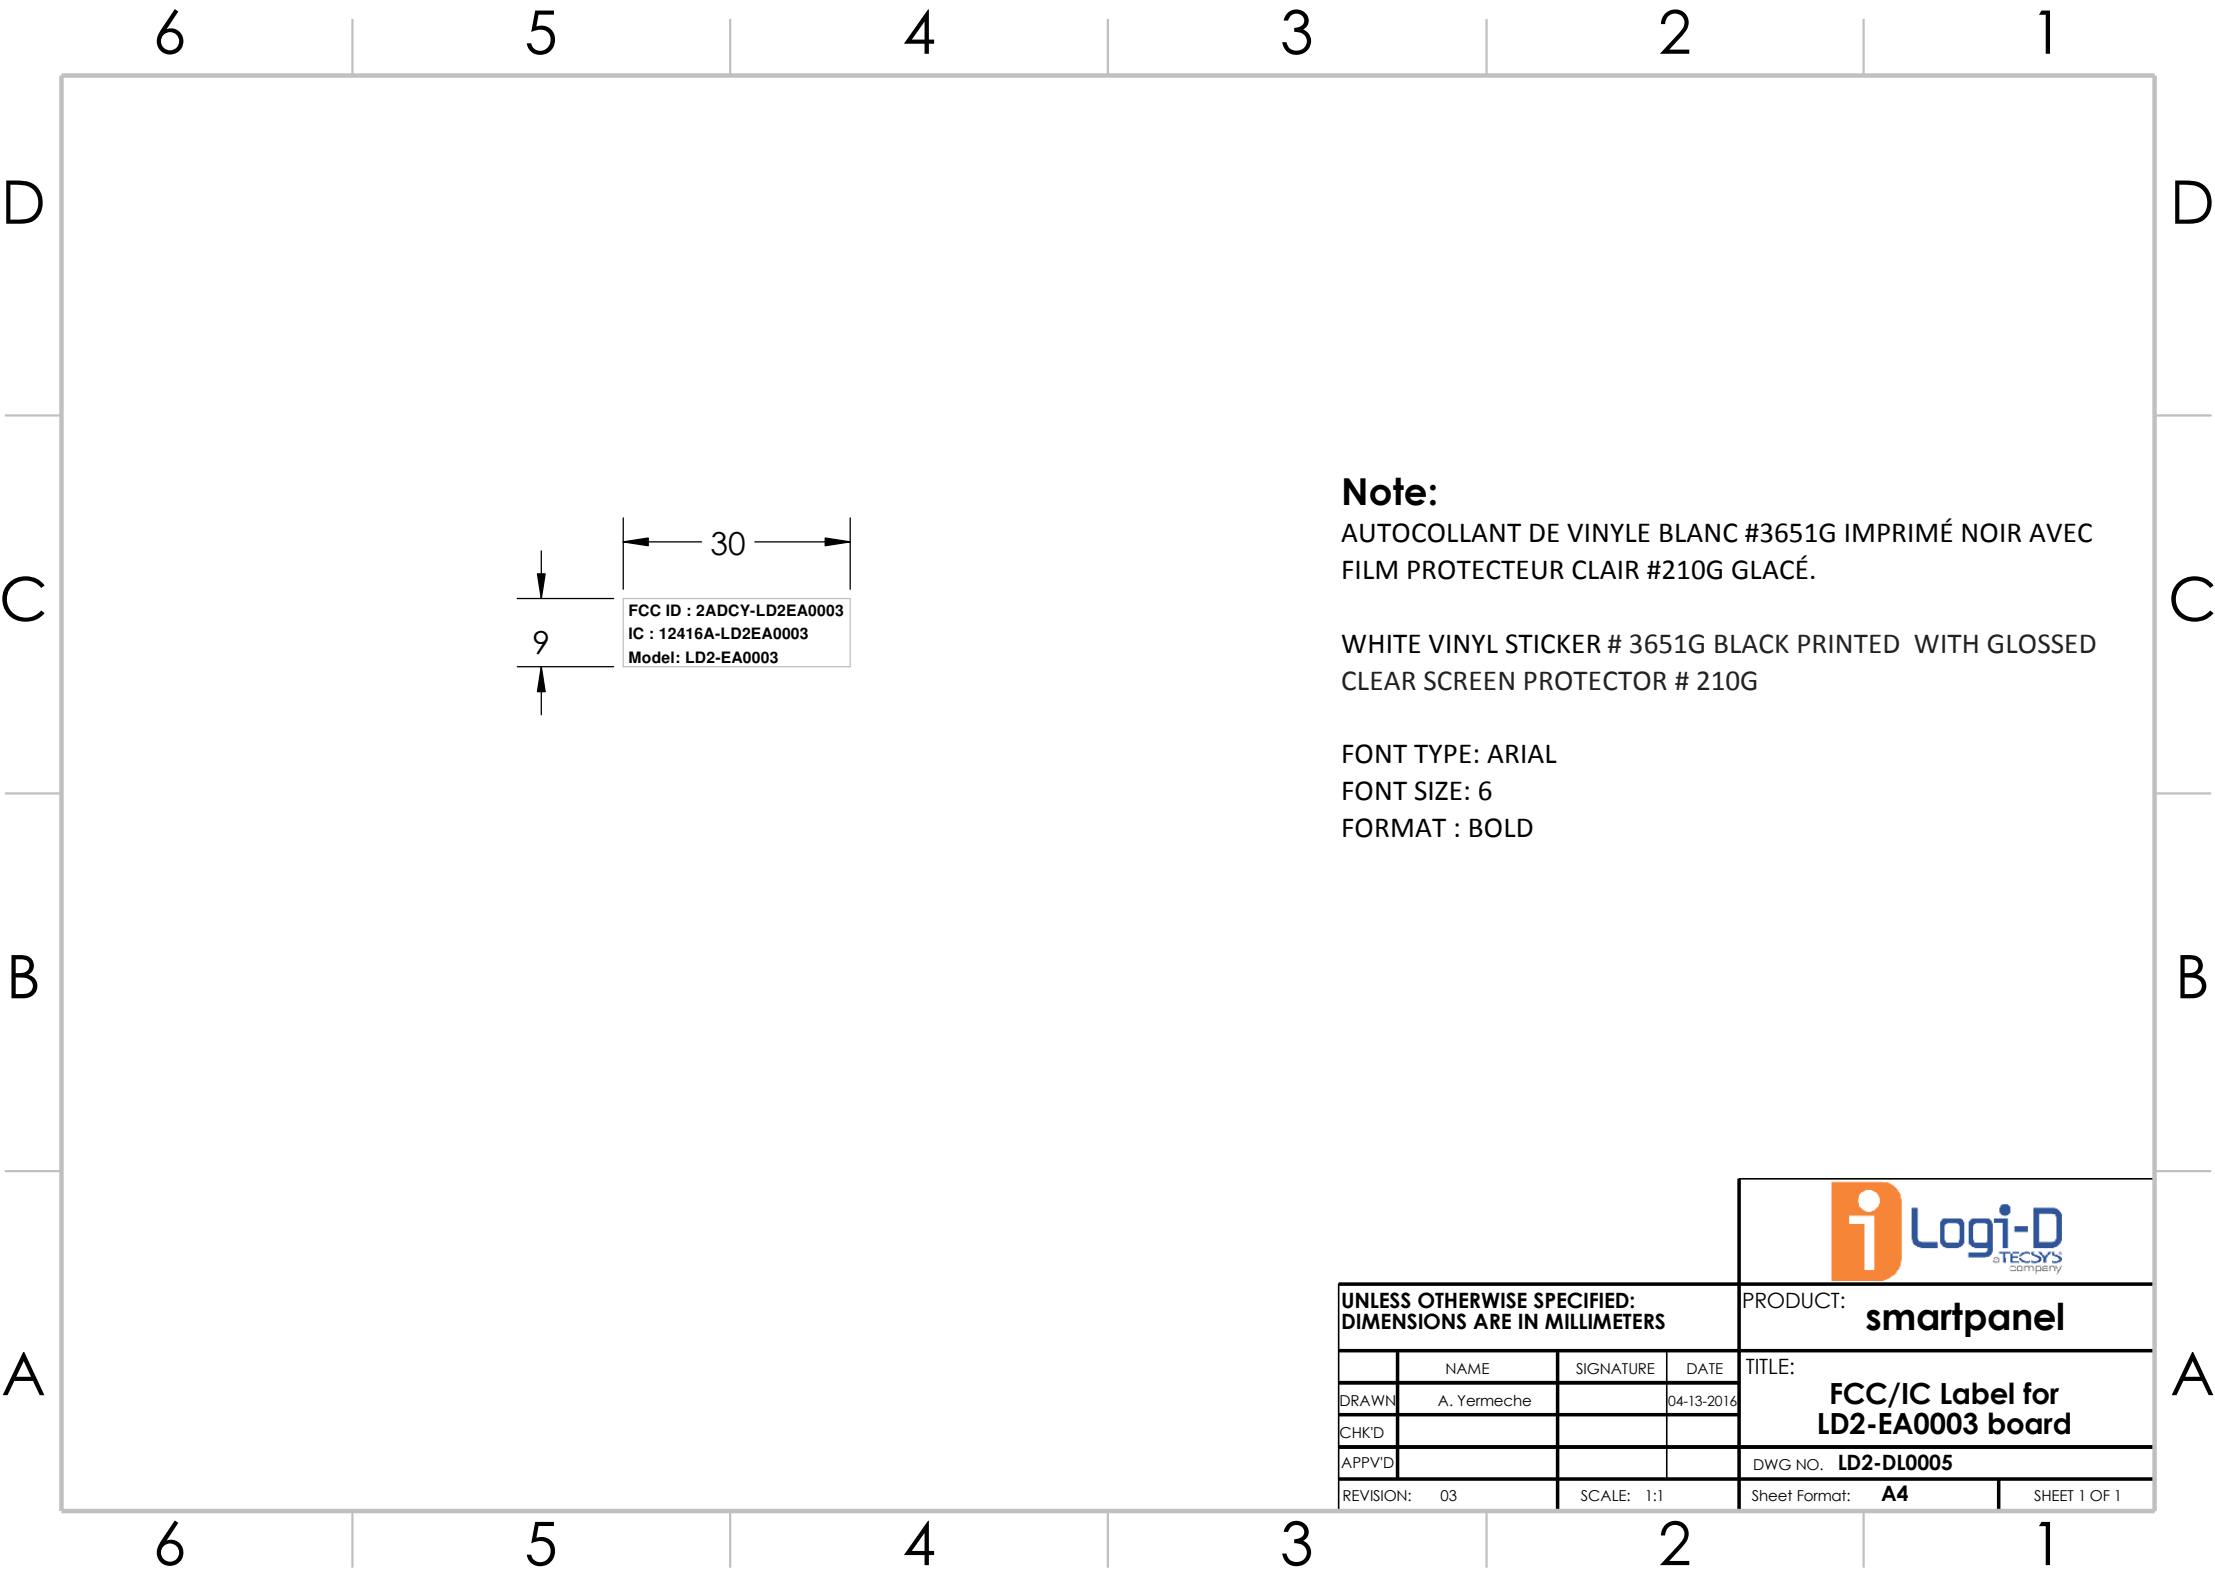 6 5 4 3 2 1
D D
Note:
AUTOCOLLANT DE VINYLE BLANC #3651G IMPRIMÉ NOIR AVEC
FILM PROTECTEUR CLAIR #210G GLACÉ.
30
C C
FCC ID : 2ADCY-LD2EA0003
IC : 12416A-LD2EA0003
Model: LD2-EA0003
9
WHITE VINYL STICKER # 3651G BLACK PRINTED  WITH GLOSSED
CLEAR SCREEN PROTECTOR # 210G
FONT TYPE: ARIAL
FONT SIZE: 6
FORMAT : BOLD
B B
i Logi-D
a TECSYS
company
UNLESS OTHERWISE SPECIFIED:
DIMENSIONS ARE IN MILLIMETERS
PRODUCT: smartpanel
A A
NAME SIGNATURE DATE
DRAWN A. Yermeche 04-13-2016
CHK'D
APPV'D
TITLE:
FCC/IC Label for
LD2-EA0003 board
DWG NO. LD2-DL0005
REVISION: 03 SCALE: 1:1 Sheet Format: A4 SHEET 1 OF 1
6 5 4 3 2 1